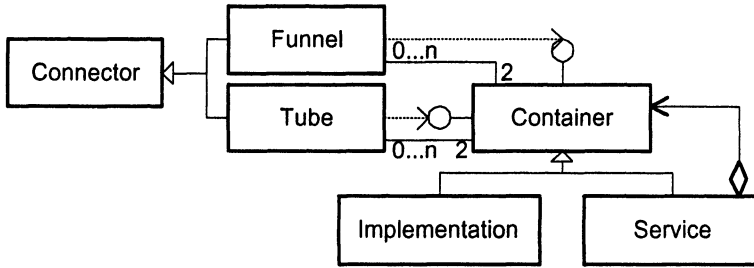 Funnel
0...n
2
Connector
Tube
0...n
2
Container
Implementation
Service